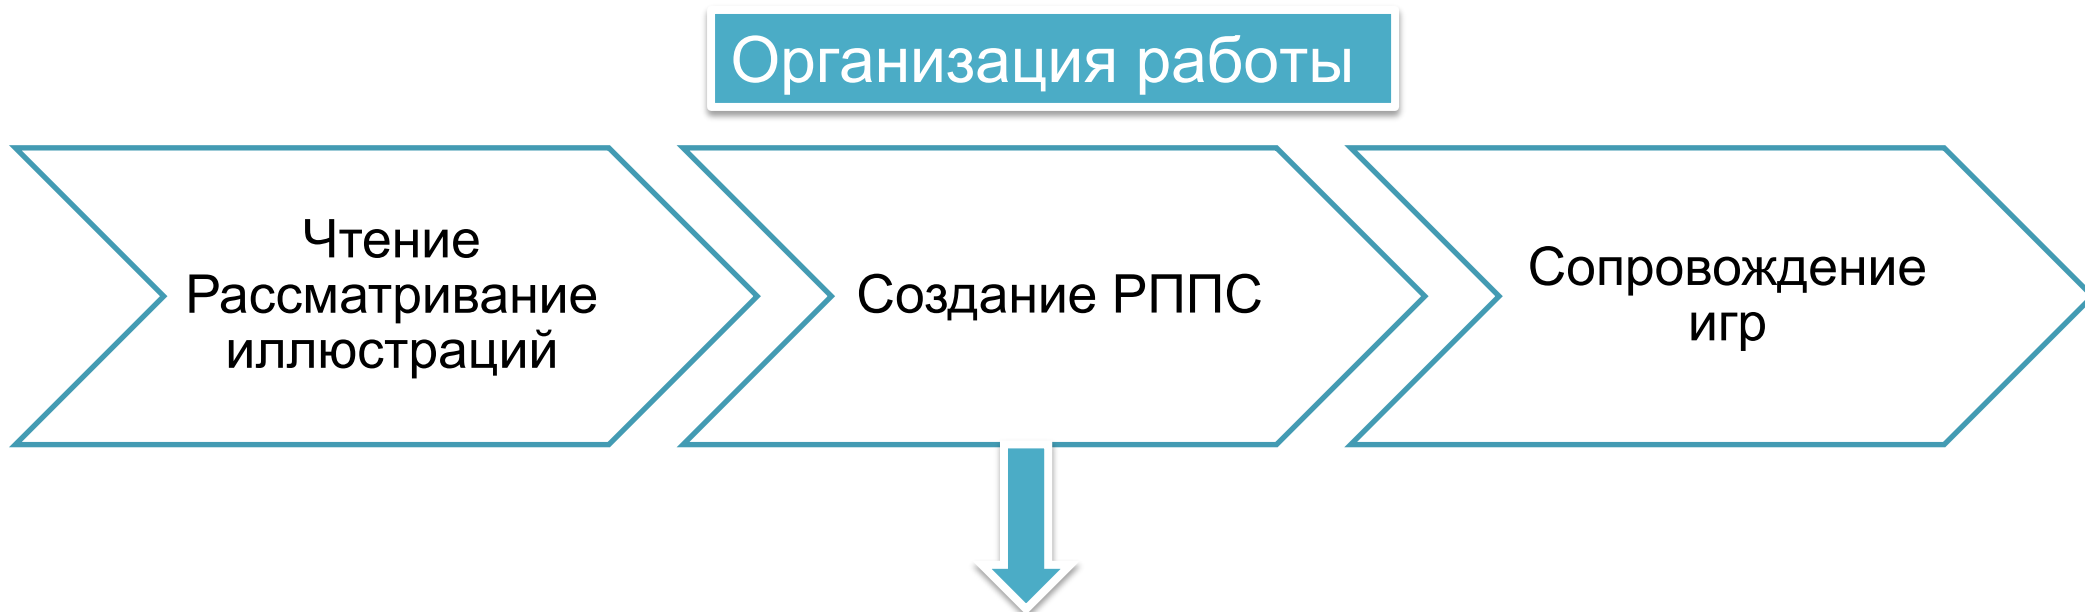 Организация работы
Чтение
Рассматривание
иллюстраций
Создание РППС
Сопровождение
игр